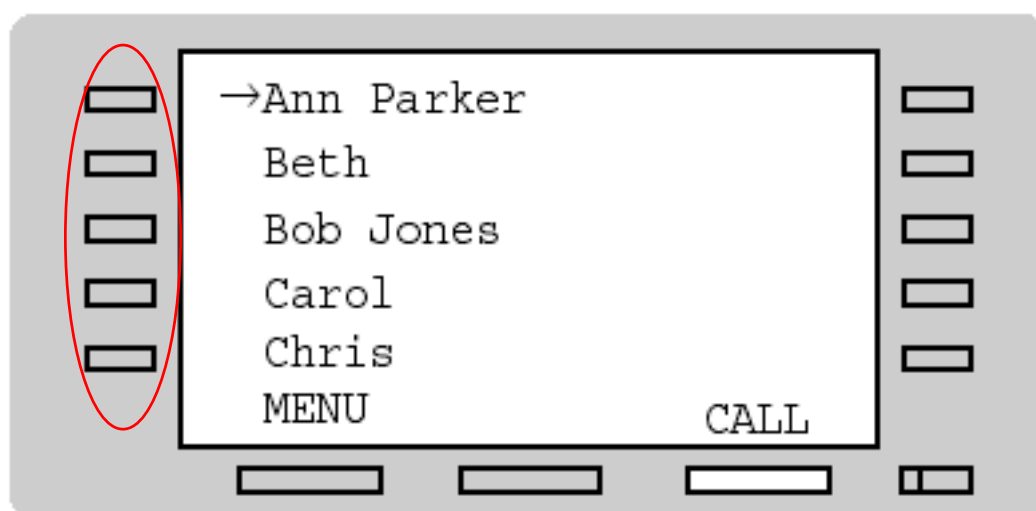 →Ann Parker
Beth
Bob Jones
Carol
Chris
MENU CALL